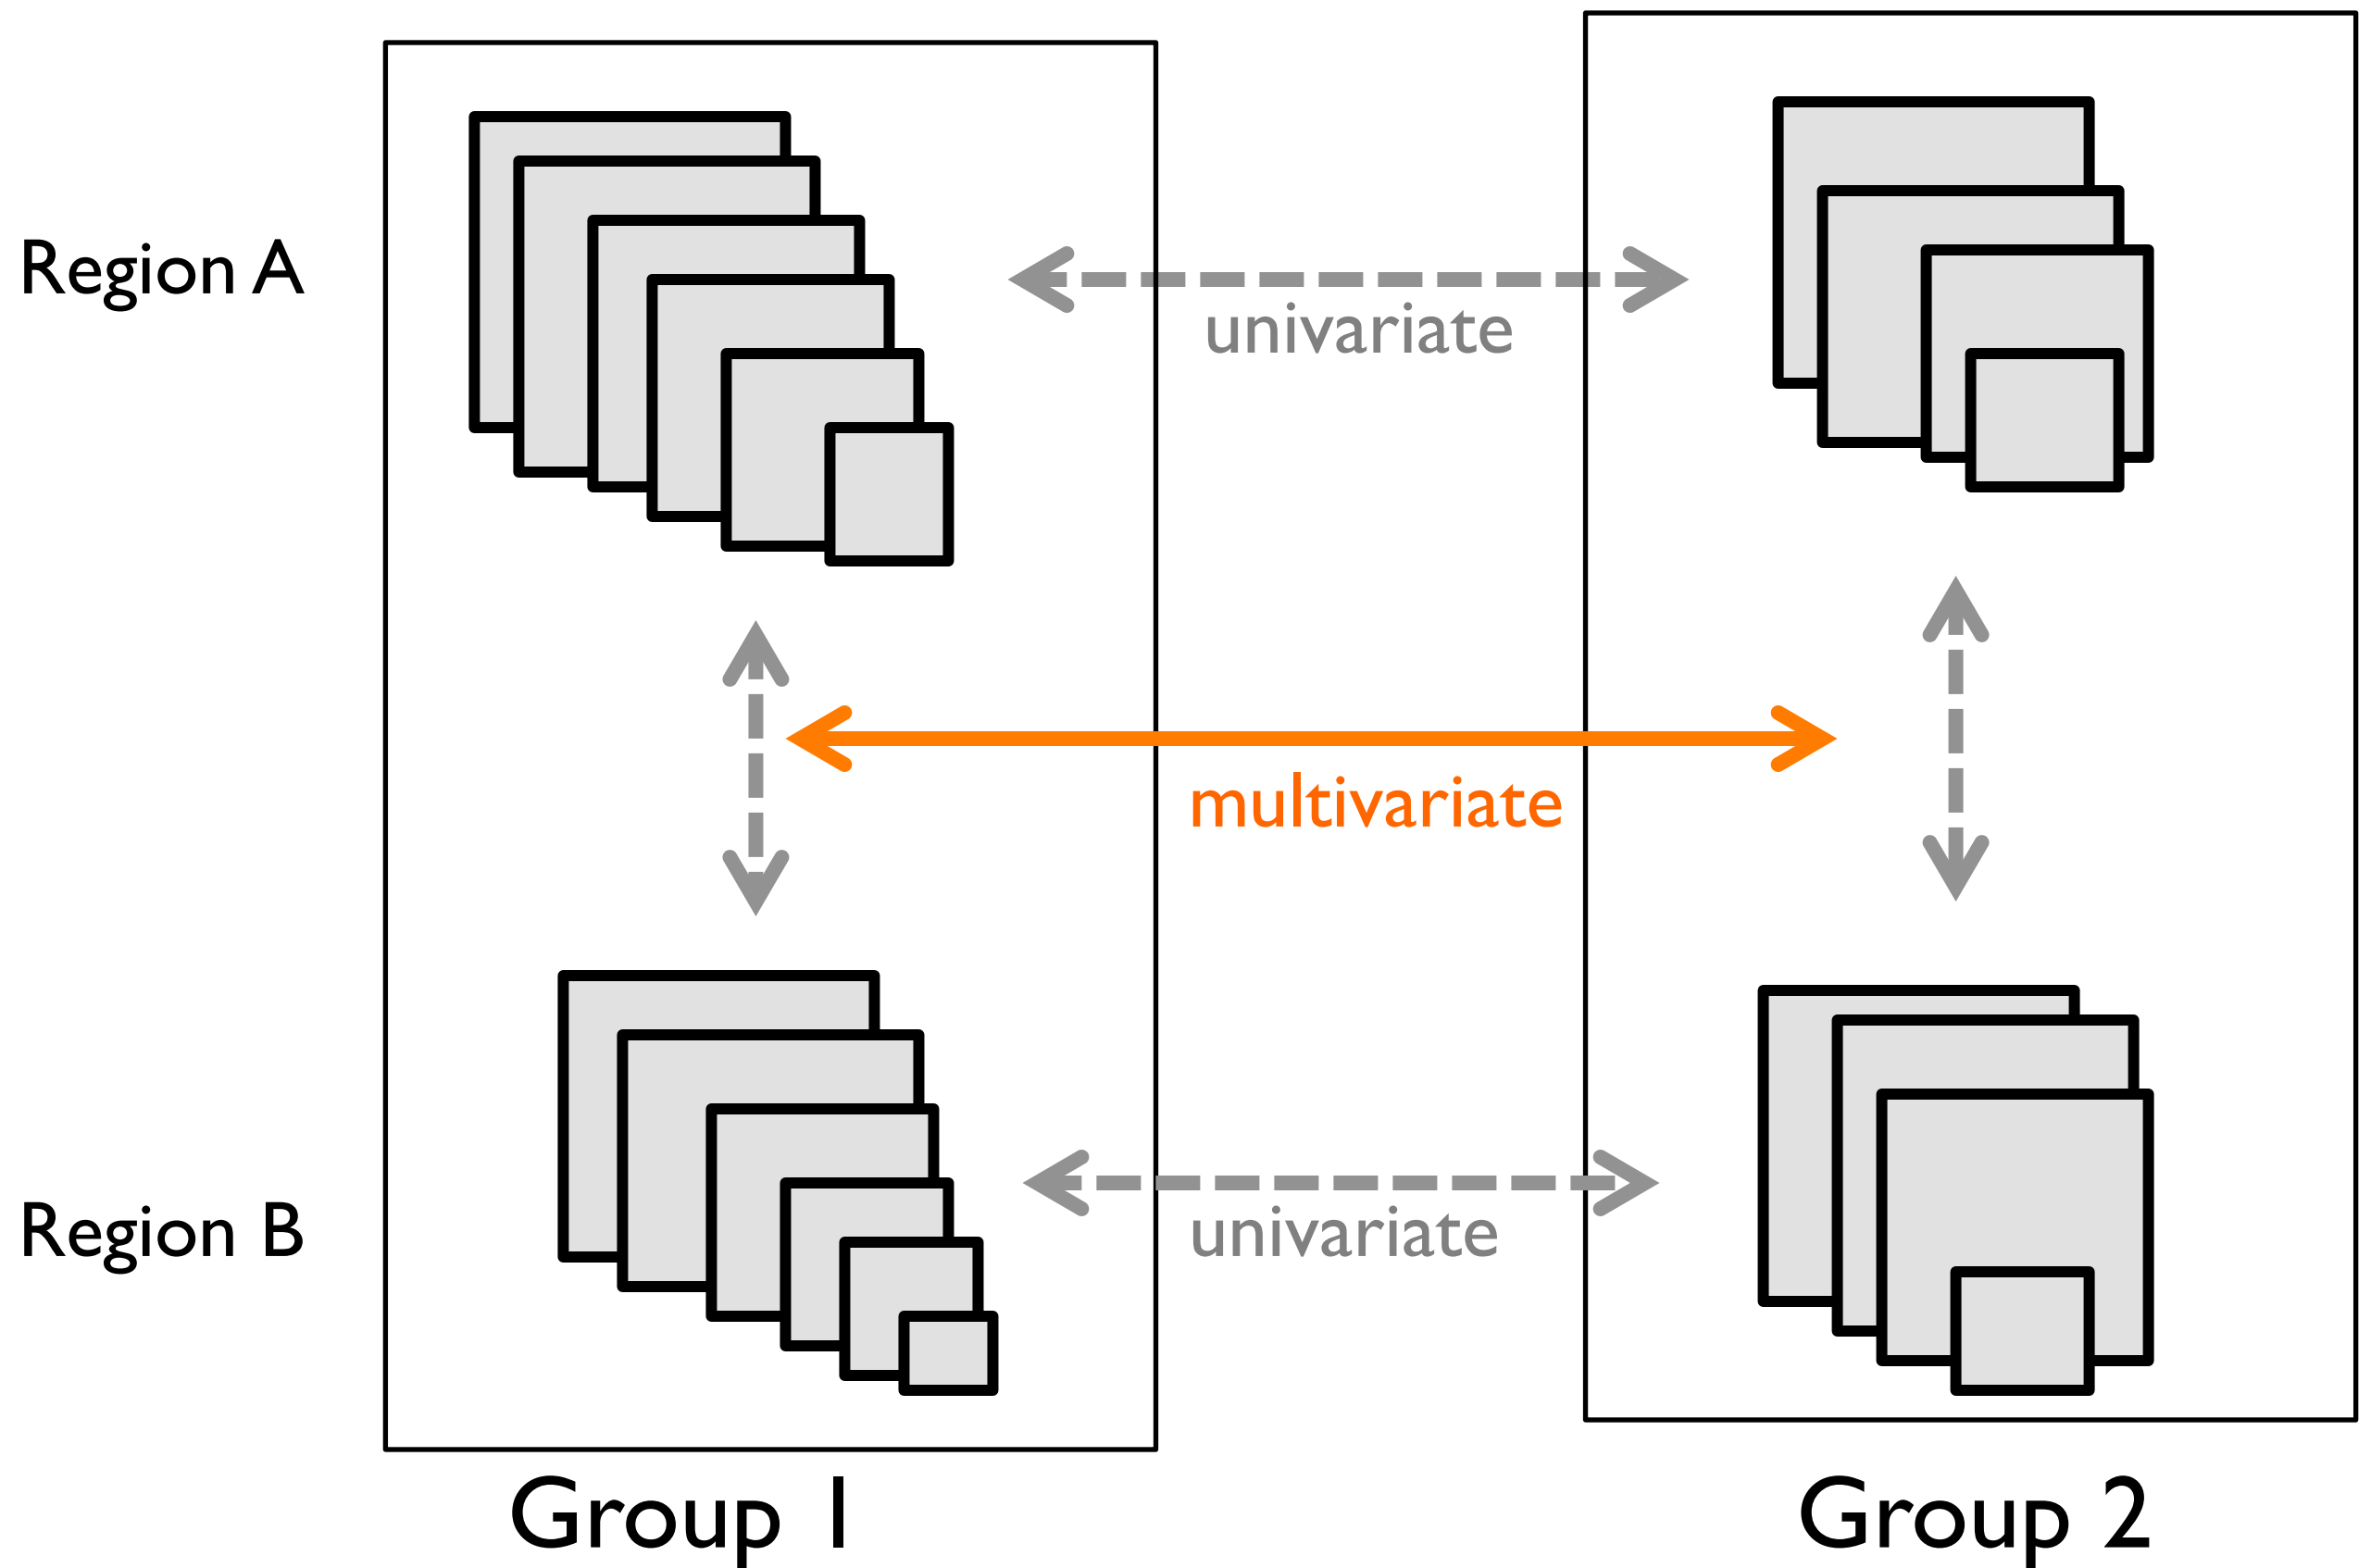 Region A
univariate
multivariate
Region B
univariate
Group 1
Group 2